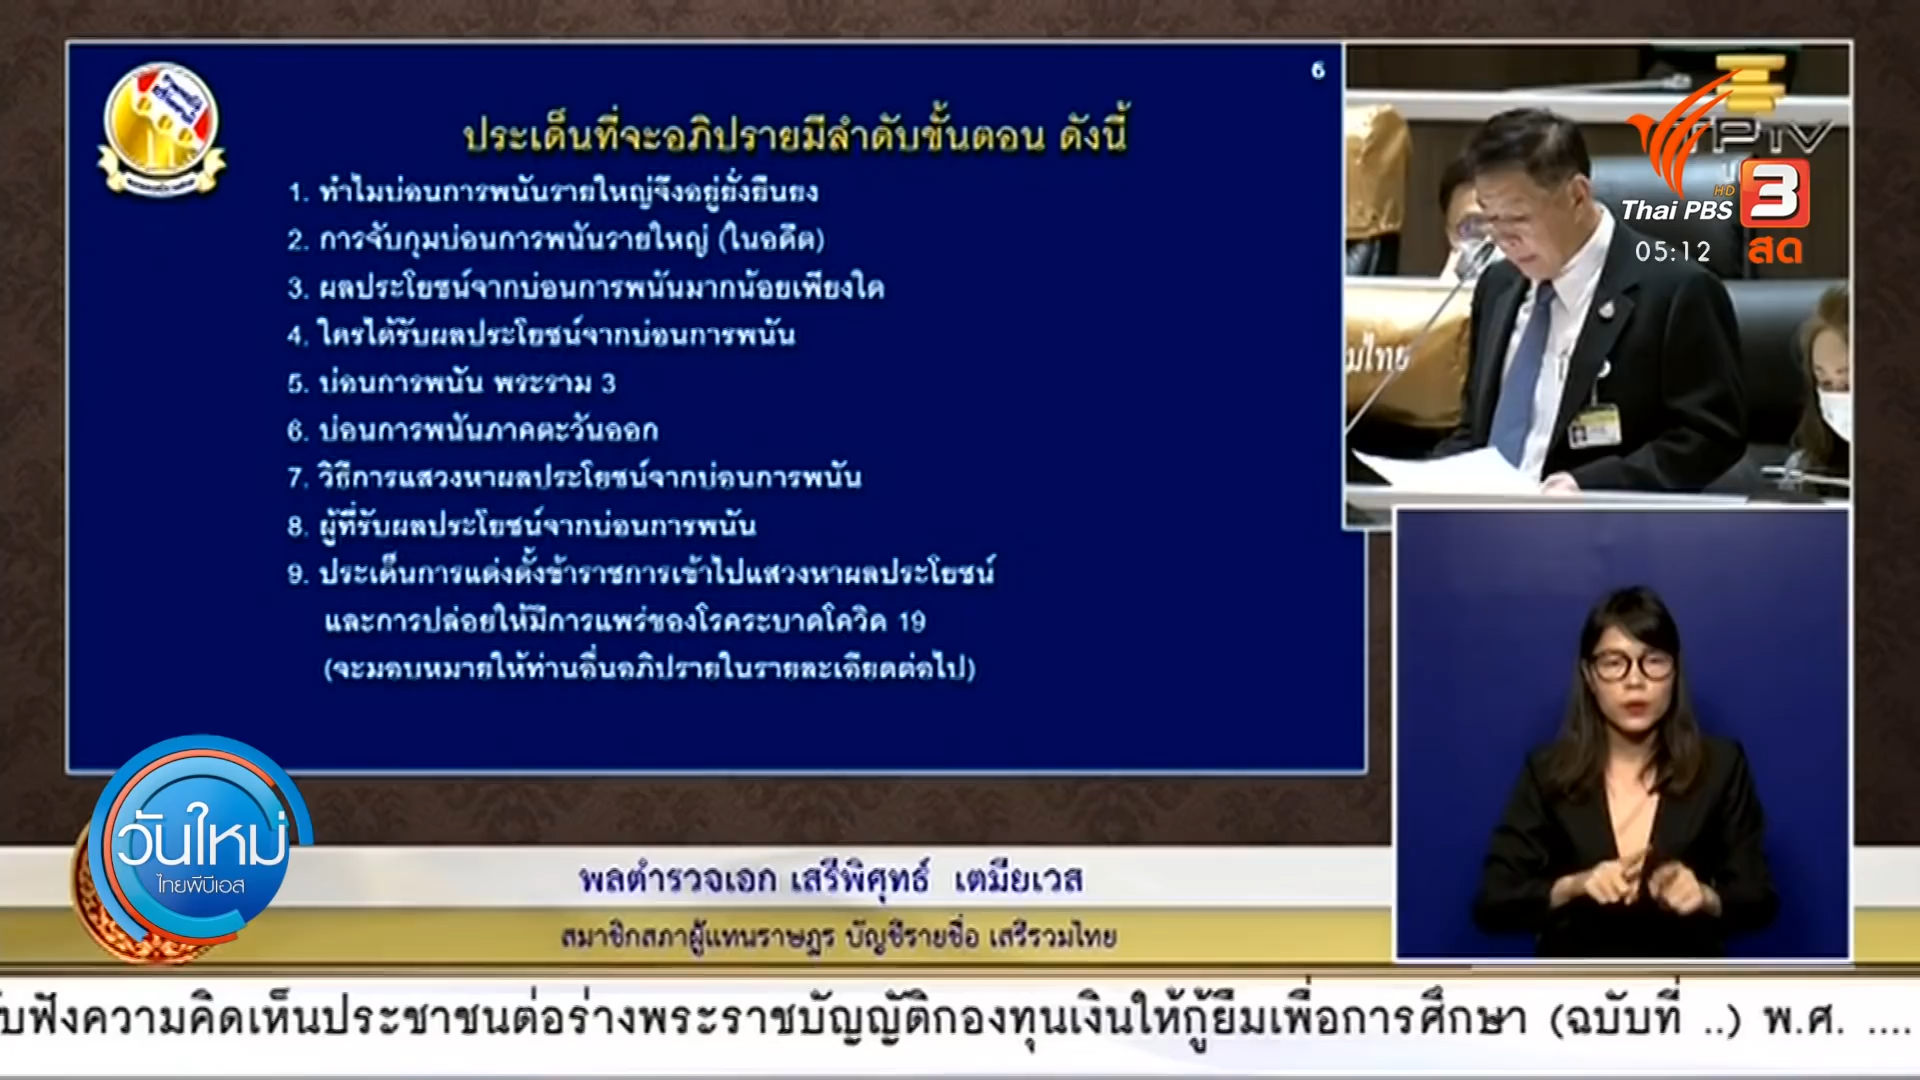 6
ประเด็นที่จะอภิปรายมีลำดับขั้นตอน ดังนี้
1. ทำไมบ่อนการพนันรายใหญ่จึงอยู่ยั่งยืนยง
2. การจับกุมบ่อนการพนันรายใหญ่ (ในอดีต)
3. ผลประโยชน์จากบ่อนการพนันมากน้อยเพียงใด
4. ใครได้รับผลประโยชน์จากบ่อนการพนัน
5. บ่อนการพนัน พระราม 3
6. บ่อนการพนันภาคตะวันออก
7. วิธีการแสวงหาผลประโยชน์จากบ่อนการพนัน
8. ผู้ที่รับผลประโยชน์จากบ่อนการพนัน
9. ประเด็นการแต่งตั้งข้าราชการเข้าไปแสวงหาผลประโยชน์
และการปล่อยให้มีการแพร่ของโรคระบาดโควิด 19
(จะมอบหมายให้ท่านอื่นอภิปรายในรายละเอียดต่อไป)
TPTV
HD
Thai PBS 3
05:12 สด
มไทย
วันใหม่
ไทยพีบีเอส
พลตำรวจเอก เสรีพิศุทธ์ เตมียเวส
สมาชิกสภาผู้แทนราษฎร บัญชีรายชื่อ เสรีรวมไทย
บฟังความคิดเห็นประชาชนต่อร่างพระราชบัญญัติกองทุนเงินให้กู้ยืมเพื่อการศึกษา (ฉบับที่ ..) พ.ศ. ....